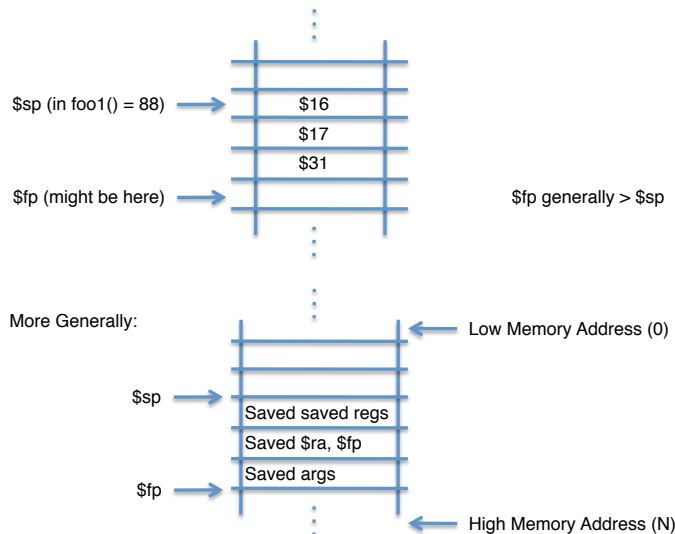 $sp (in foo1() = 88)
$16
$17
$31
$fp (might be here)
$fp generally > $sp
More Generally:
Low Memory Address (0)
$sp
Saved saved regs
Saved $ra, $fp
Saved args
$fp
High Memory Address (N)